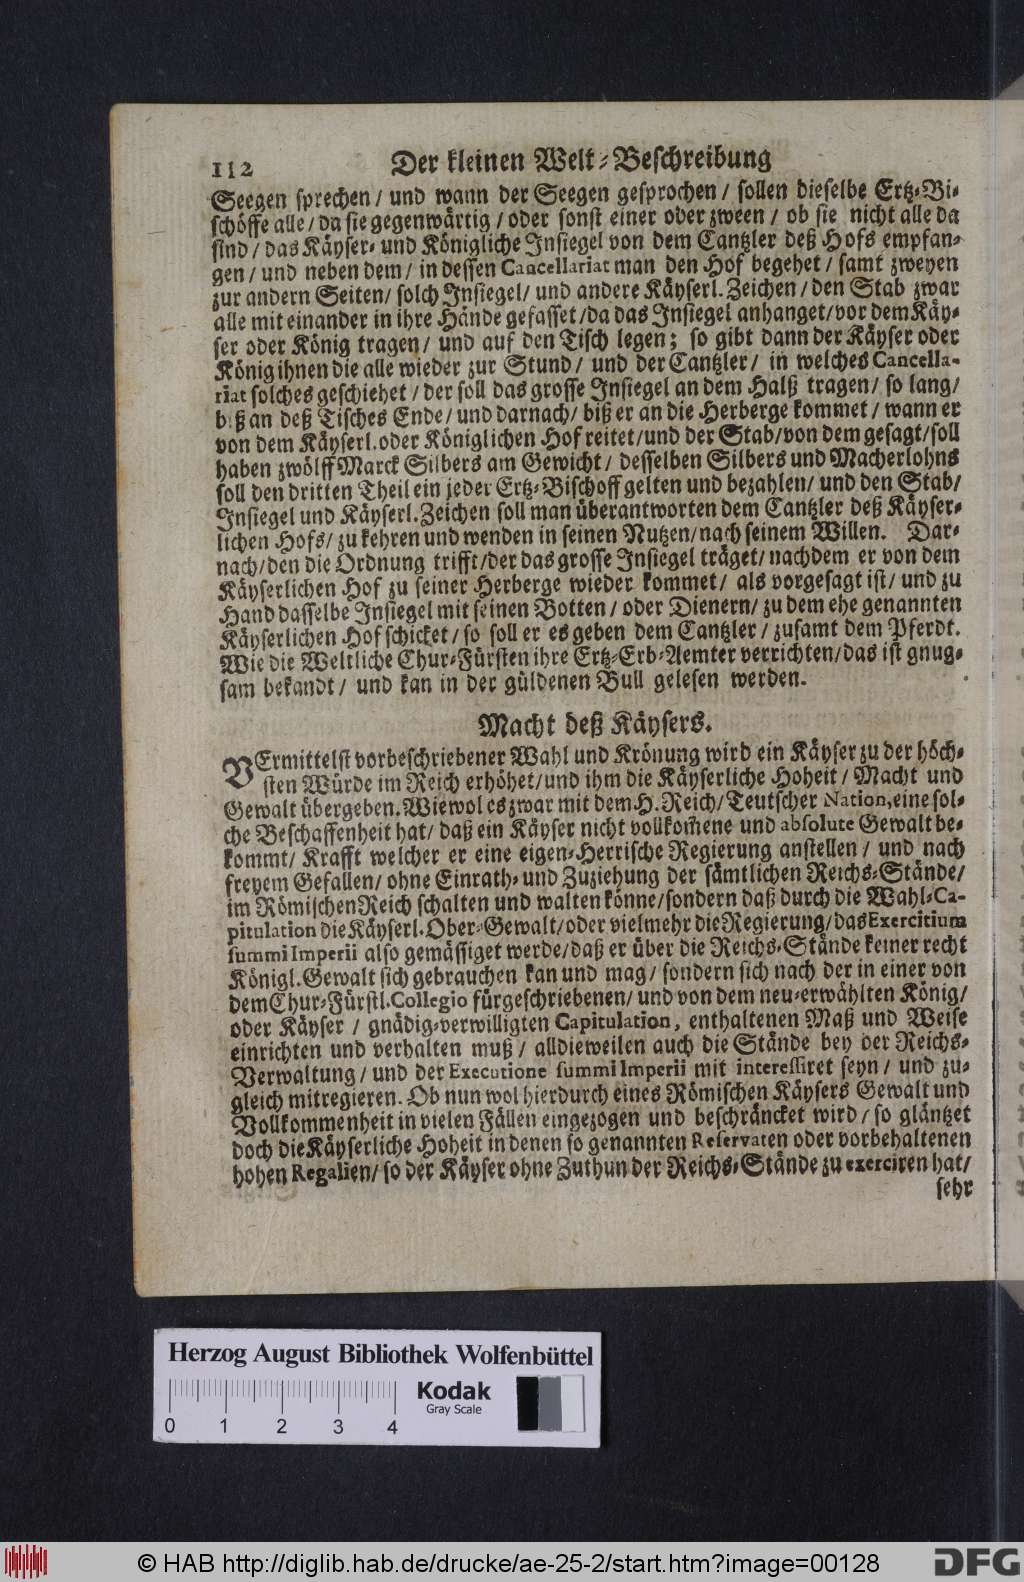 112 Der kleinen Welt-Beschreibung
Seegen sprechen / und wann der Seegen gesprochen / sollen dieselbe Ertz-Bi-
schöffe alle / da sie gegenwärtig / oder sonst einer oder zween / ob sie nicht alle da
sind / das Käyser- und Königliche Insiegel von dem Cantzler deß Hofs empfan-
gen / und neben dem / in dessen Cancellariat man den Hof begehet / samt zweyen
zur andern Seiten / solch Insiegel / und andere Käyserl. Zeichen / den Stab zwar
alle mit einander in ihre Hände gefasset / da das Insiegel anhanget / vor dem Käy-
ser oder König tragen / und auf den Tisch legen; so gibt dann der Käyser oder
König ihnen die alle wieder zur Stund / und der Cantzler / in welches Cancella-
riat solches geschiehet / der soll das grosse Insiegel an dem Halß tragen / so lang /
biß an deß Tisches Ende / und darnach / biß er an die Herberge kommet / wann er
von dem Käyserl. oder Königlichen Hof reitet / und der Stab / von dem gesagt / soll
haben zwölff Marck Silbers am Gewicht / desselben Silbers und Macherlohns
soll den dritten Theil ein jeder Ertz-Bischoff gelten und bezahlen / und den Stab /
Insiegel und Käyserl. Zeichen soll man überantworten dem Cantzler deß Käyser-
lichen Hofs / zu kehren und wenden in seinen Nutzen / nach seinem Willen. Dar-
nach / den die Ordnung trifft / der das grosse Insiegel träget / nachdem er von dem
Käyserlichen Hof zu seiner Herberge wieder kommet / als vorgesagt ist / und zu
Hand dasselbe Insiegel mit seinen Botten / oder Dienern / zu dem ehe genannten
Käyserlichen Hof schicket / so soll er es geben dem Cantzler / zusamt dem Pferdt.
Wie die Weltliche Chur-Fürsten ihre Ertz-Erb-Aemter verrichten / das ist gnug-
sam bekandt / und kan in der güldenen Bull gelesen werden.
Macht deß Käysers.
VErmittelst vorbeschriebener Wahl und Krönung wird ein Käyser zu der höch-
sten Würde im Reich erhöhet / und ihm die Käyserliche Hoheit / Macht und
Gewalt übergeben. Wiewol es zwar mit dem H. Reich / Teutscher Nation, eine sol-
che Beschaffenheit hat / daß ein Käyser nicht vollkom̃ene und absolute Gewalt be-
kommt / Krafft welcher er eine eigen-Herrische Regierung anstellen / und nach
freyem Gefallen / ohne Einrath- und Zuziehung der sämtlichen Reichs-Stände /
im Römischen Reich schalten und walten könne / sondern daß durch die Wahl-Ca-
pitulation die Käyserl. Ober-Gewalt / oder vielmehr die Regierung / das Exercitium
summi Imperii also gemässiget werde / daß er über die Reichs-Stände keiner recht
Königl. Gewalt sich gebrauchen kan und mag / sondern sich nach der in einer von
dem Chur-Fürstl. Collegio fürgeschriebenen / und von dem neu-erwählten König /
oder Käyser / gnädig-verwilligten Capitulation, enthaltenen Maß und Weise
einrichten und verhalten muß / alldieweilen auch die Stände bey der Reichs-
Verwaltung / und der Executione summi Imperii mit interessiret seyn / und zu-
gleich mitregieren. Ob nun wol hierdurch eines Römischen Käysers Gewalt und
Vollkommenheit in vielen Fällen eingezogen und beschräncket wird / so gläntzet
doch die Käyserliche Hoheit in denen so genannten Reservaten oder vorbehaltenen
hohen Regalien / so der Käyser ohne Zuthun der Reichs-Stände zu exerciren hat /
sehr
Herzog August Bibliothek Wolfenbüttel
Kodak
Gray Scale
0 1 2 3 4
© HAB http://diglib.hab.de/drucke/ae-25-2/start.htm?image=00128
DFG